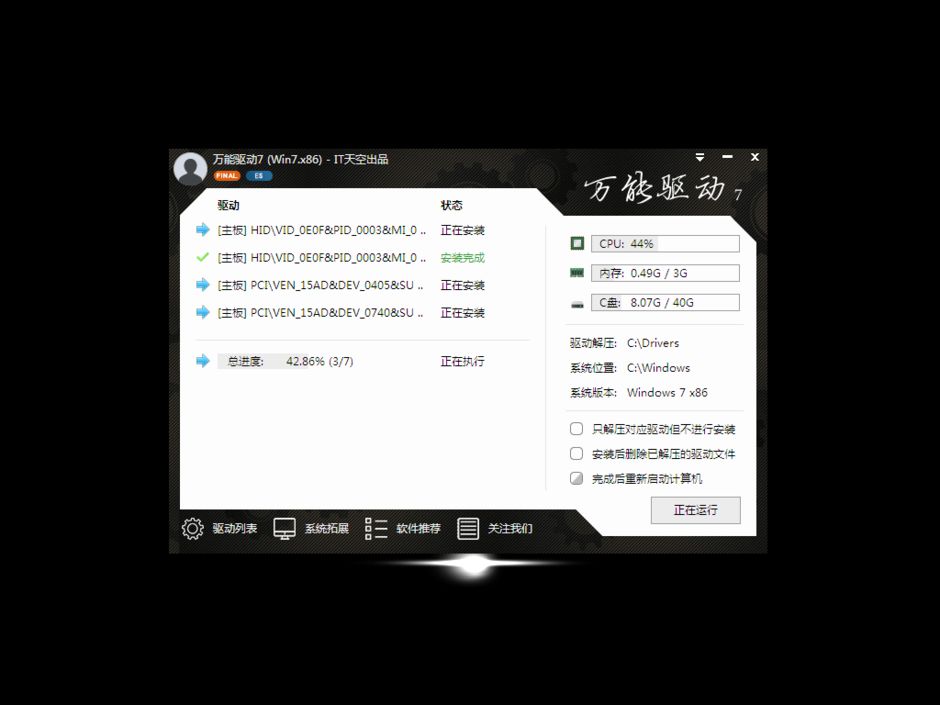 万能驱动7 (Win7.x86) - IT天空出品
FINAL ES
万能驱动 7
驱动 状态
[主板] HID\VID_0E0F&PID_0003&MI_0 .. 正在安装
[主板] HID\VID_0E0F&PID_0003&MI_0 .. 安装完成
[主板] PCI\VEN_15AD&DEV_0405&SU .. 正在安装
[主板] PCI\VEN_15AD&DEV_0740&SU .. 正在安装
总进度: 42.86% (3/7) 正在执行
CPU: 44%
内存: 0.49G / 3G
C盘: 8.07G / 40G
驱动解压: C:\Drivers
系统位置: C:\Windows
系统版本: Windows 7 x86
只解压对应驱动但不进行安装
安装后删除已解压的驱动文件
完成后重新启动计算机
正在运行
驱动列表 系统拓展 软件推荐 关注我们